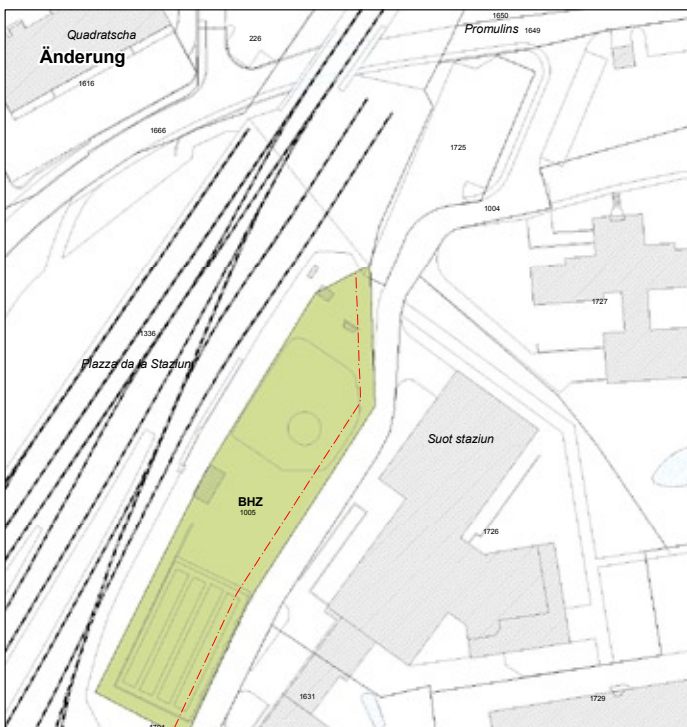 Quadratscha
Änderung
1616
226
1650
Promulins 1649
1666
1725
1004
1727
1336
Plazza da la Staziun
Suot staziun
BHZ
1005
1726
1631
1729